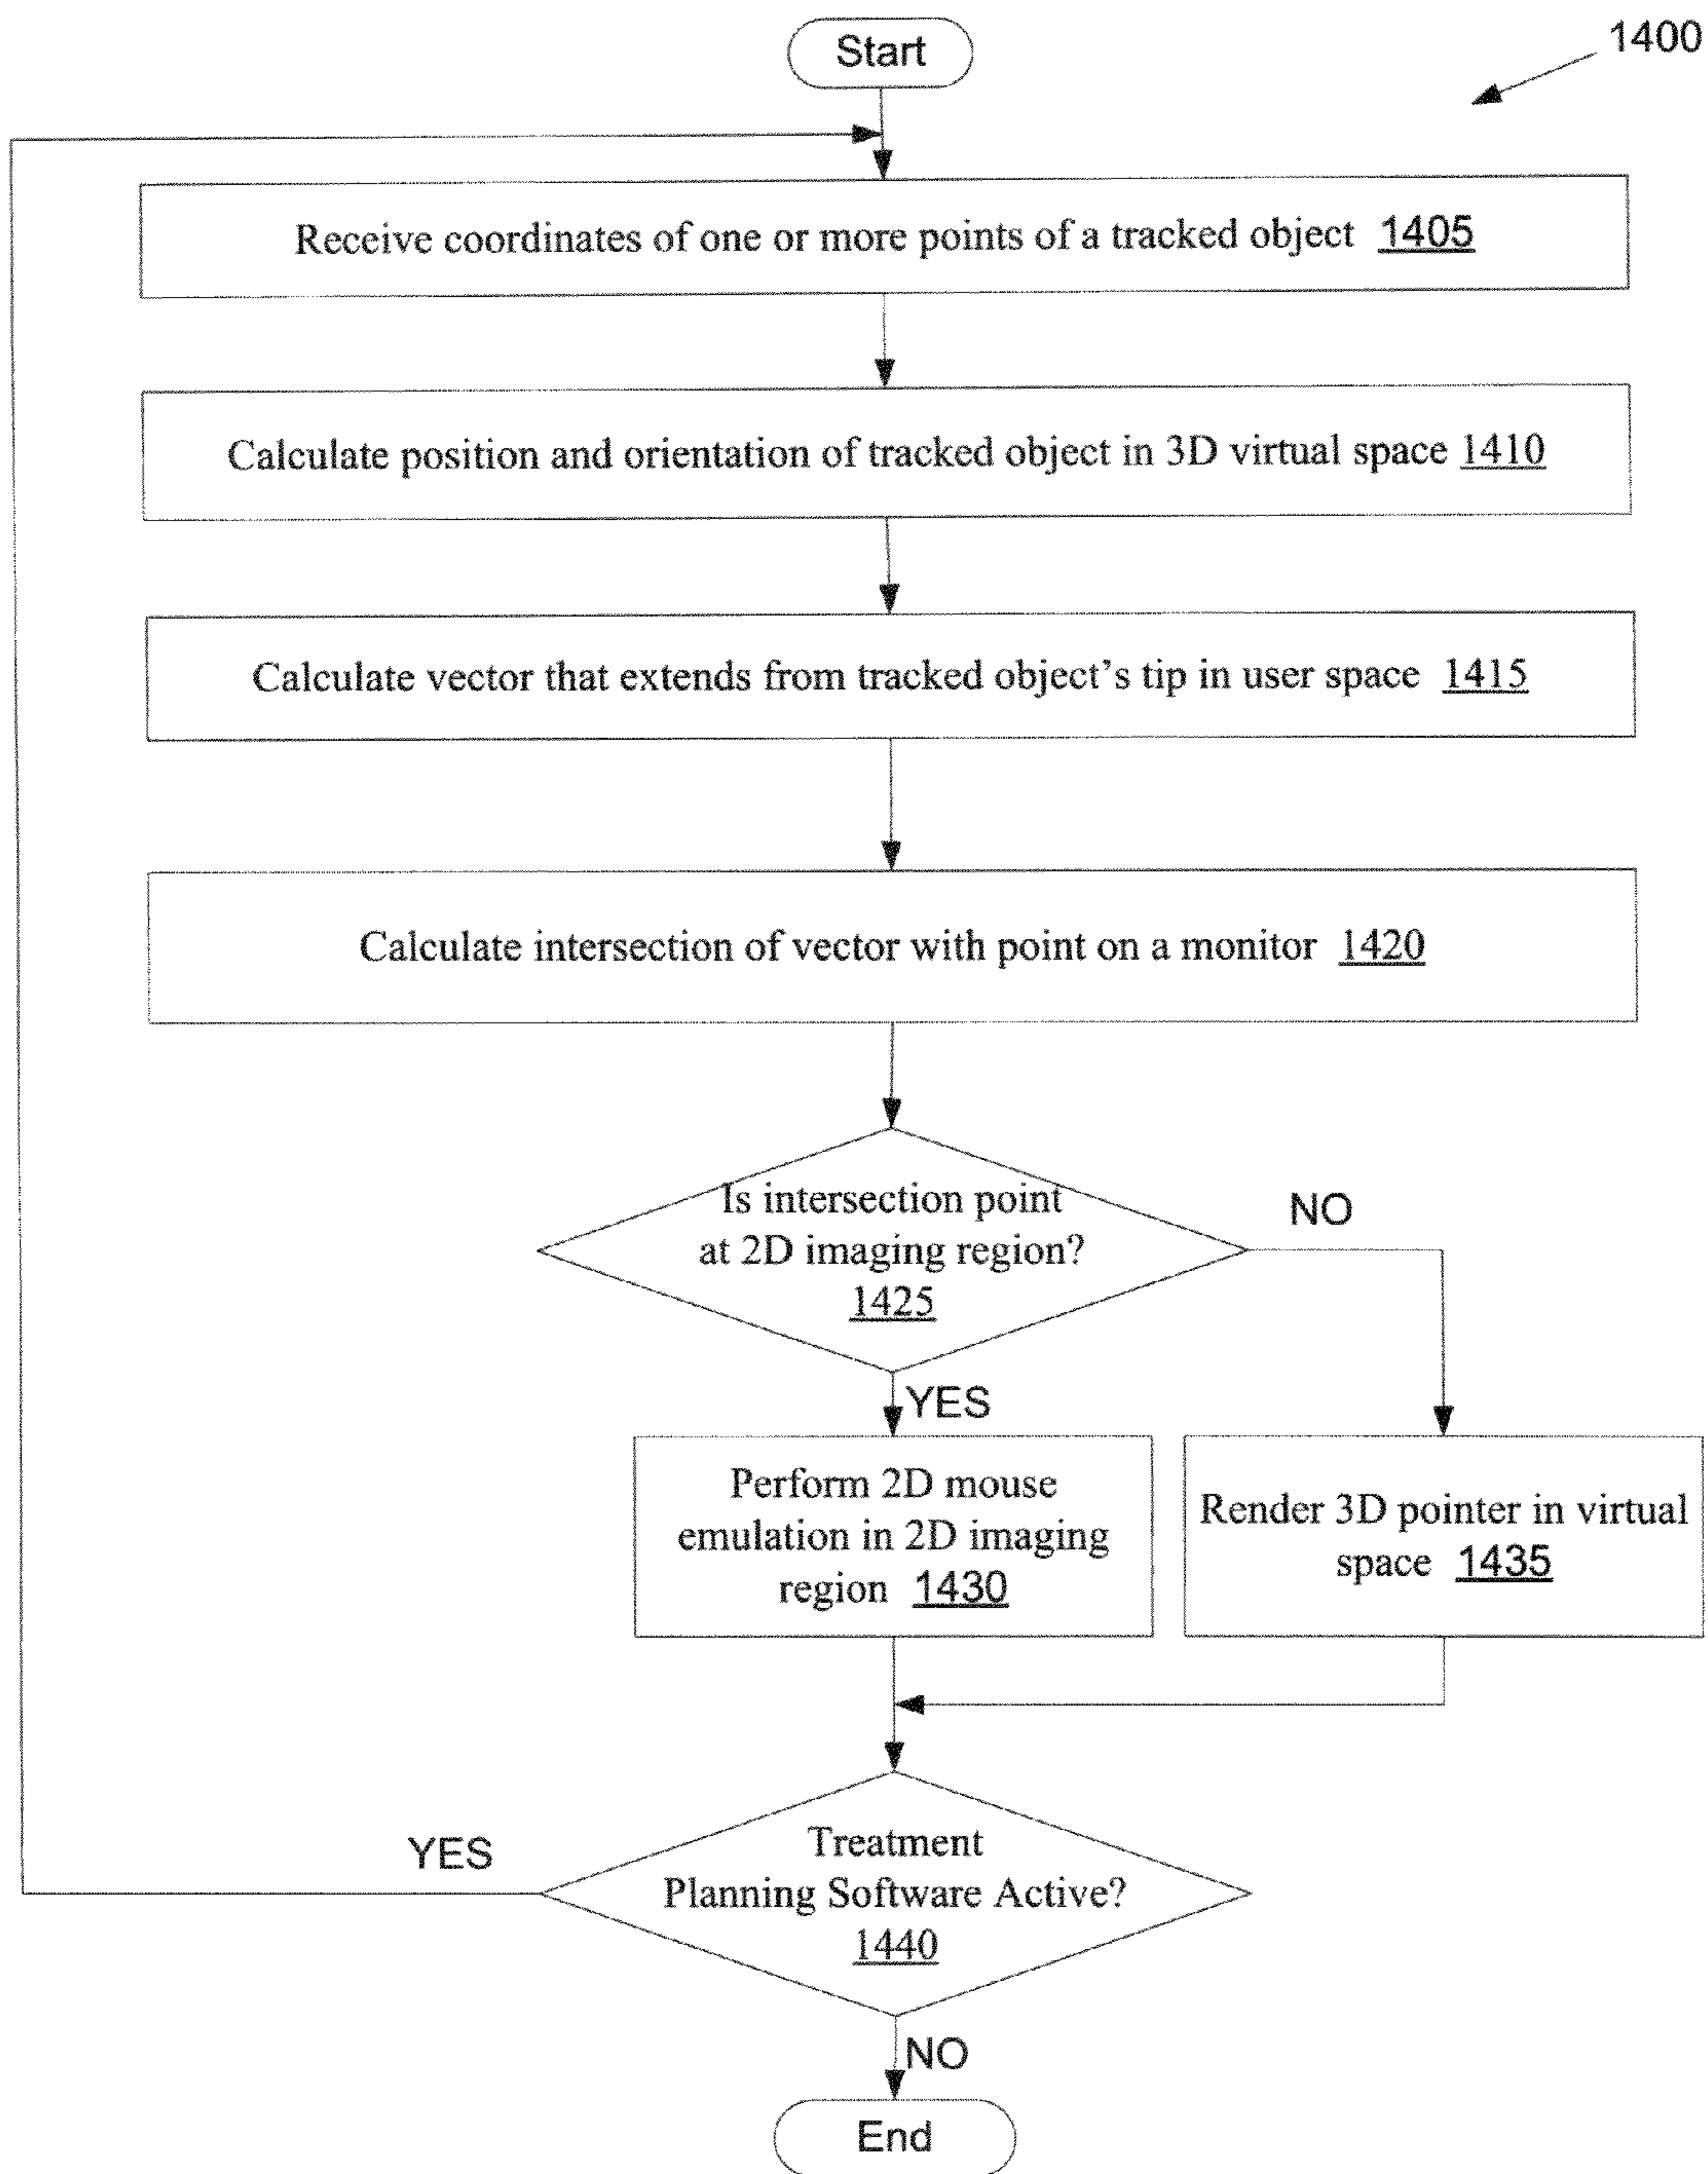 Start
1400
Receive coordinates of one or more points of a tracked object 1405
Calculate position and orientation of tracked object in 3D virtual space 1410
Calculate vector that extends from tracked object's tip in user space 1415
Calculate intersection of vector with point on a monitor 1420
Is intersection point
at 2D imaging region?
1425
NO
YES
Perform 2D mouse
emulation in 2D imaging
region 1430
Render 3D pointer in virtual
space 1435
YES
Treatment
Planning Software Active?
1440
NO
End